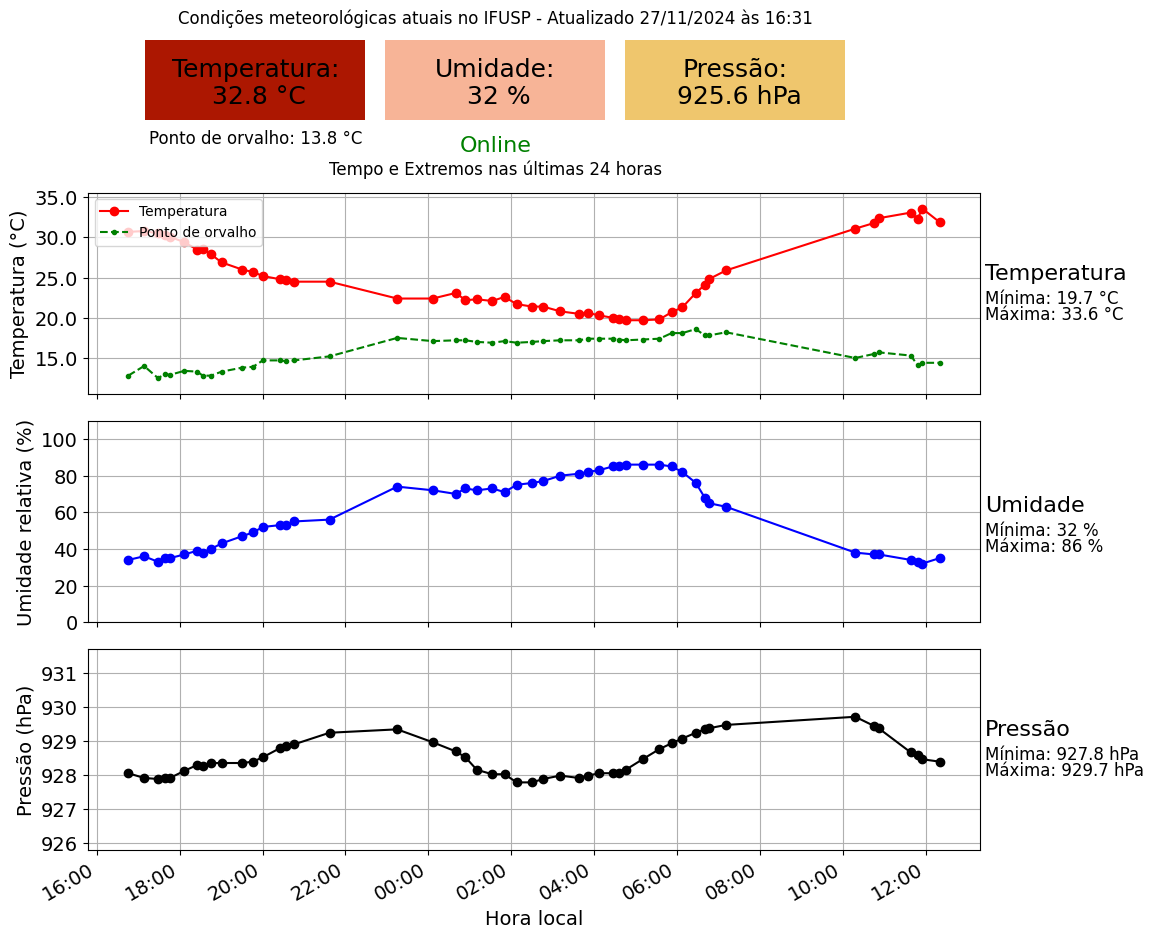 Condições meteorológicas atuais no IFUSP - Atualizado 27/11/2024 às 16:31
Temperatura:
32.8 °C
Umidade:
32 %
Pressão:
925.6 hPa
Ponto de orvalho: 13.8 °C
Online
Tempo e Extremos nas últimas 24 horas
Temperatura (°C)
35.0
30.0
25.0
20.0
15.0
Temperatura
Ponto de orvalho
Temperatura
Mínima: 19.7 °C
Máxima: 33.6 °C
Umidade relativa (%)
100
80
60
40
20
0
Umidade
Mínima: 32 %
Máxima: 86 %
Pressão (hPa)
931
930
929
928
927
926
Pressão
Mínima: 927.8 hPa
Máxima: 929.7 hPa
16:00
18:00
20:00
22:00
00:00
02:00
04:00
06:00
08:00
10:00
12:00
Hora local